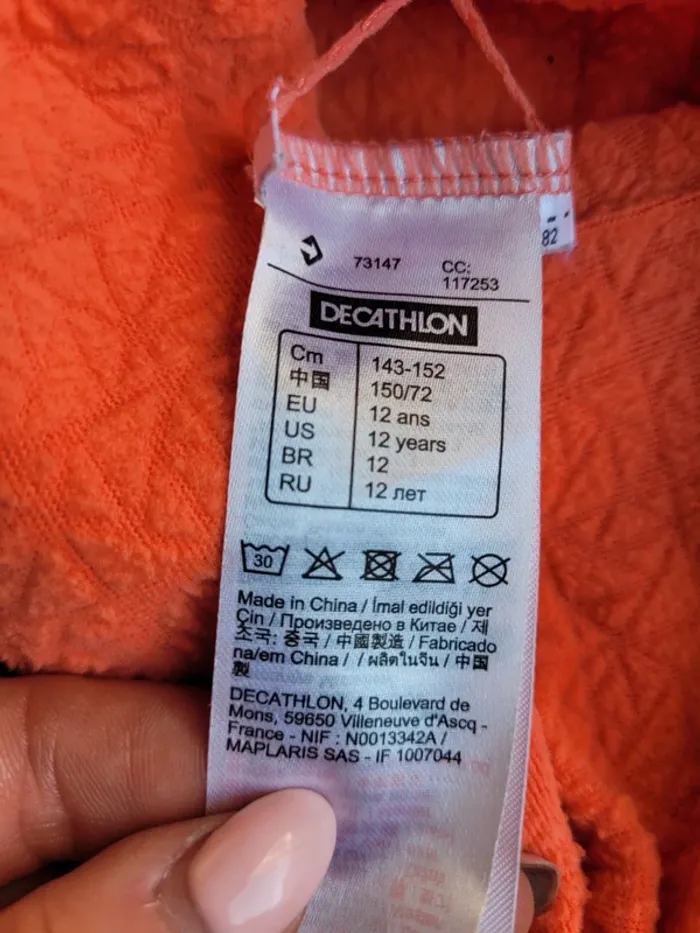 82
73147 CC:
117253
DECATHLON
Cm 143-152
中国 150/72
EU 12 ans
US 12 years
BR 12
RU 12 лет
30
Made in China / İmal edildiği yer
Çin / Произведено в Китае / 제
조국: 중국 / 中國製造 / Fabricado
na/em China / / ผลิตในจีน / 中国
製
DECATHLON, 4 Boulevard de
Mons, 59650 Villeneuve d'Ascq -
France - NIF : N0013342A /
MAPLARIS SAS - IF 1007044